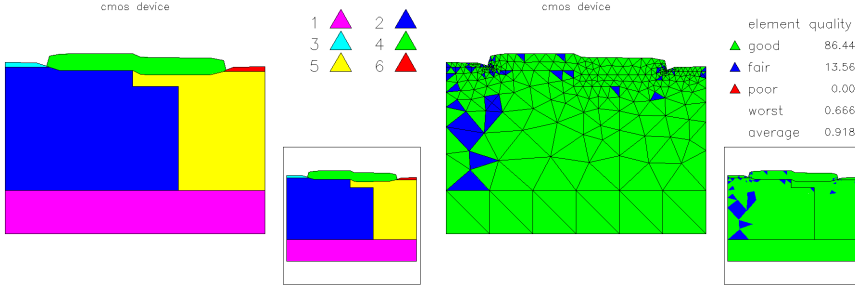 cmos device
1 2
3 4
5 6
cmos device
element quality
good 86.44
fair 13.56
poor 0.00
worst 0.666
average 0.918